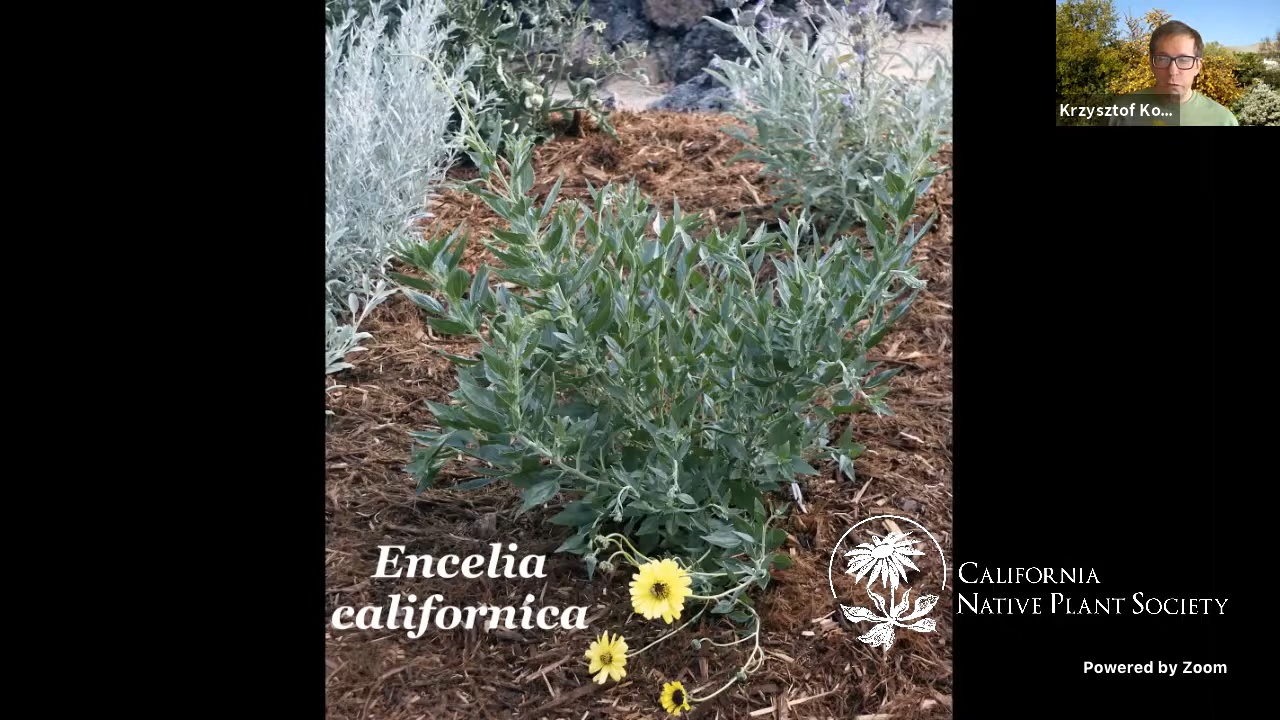 Krzysztof Ko...
Encelia
californica
CALIFORNIA
NATIVE PLANT SOCIETY
Powered by Zoom